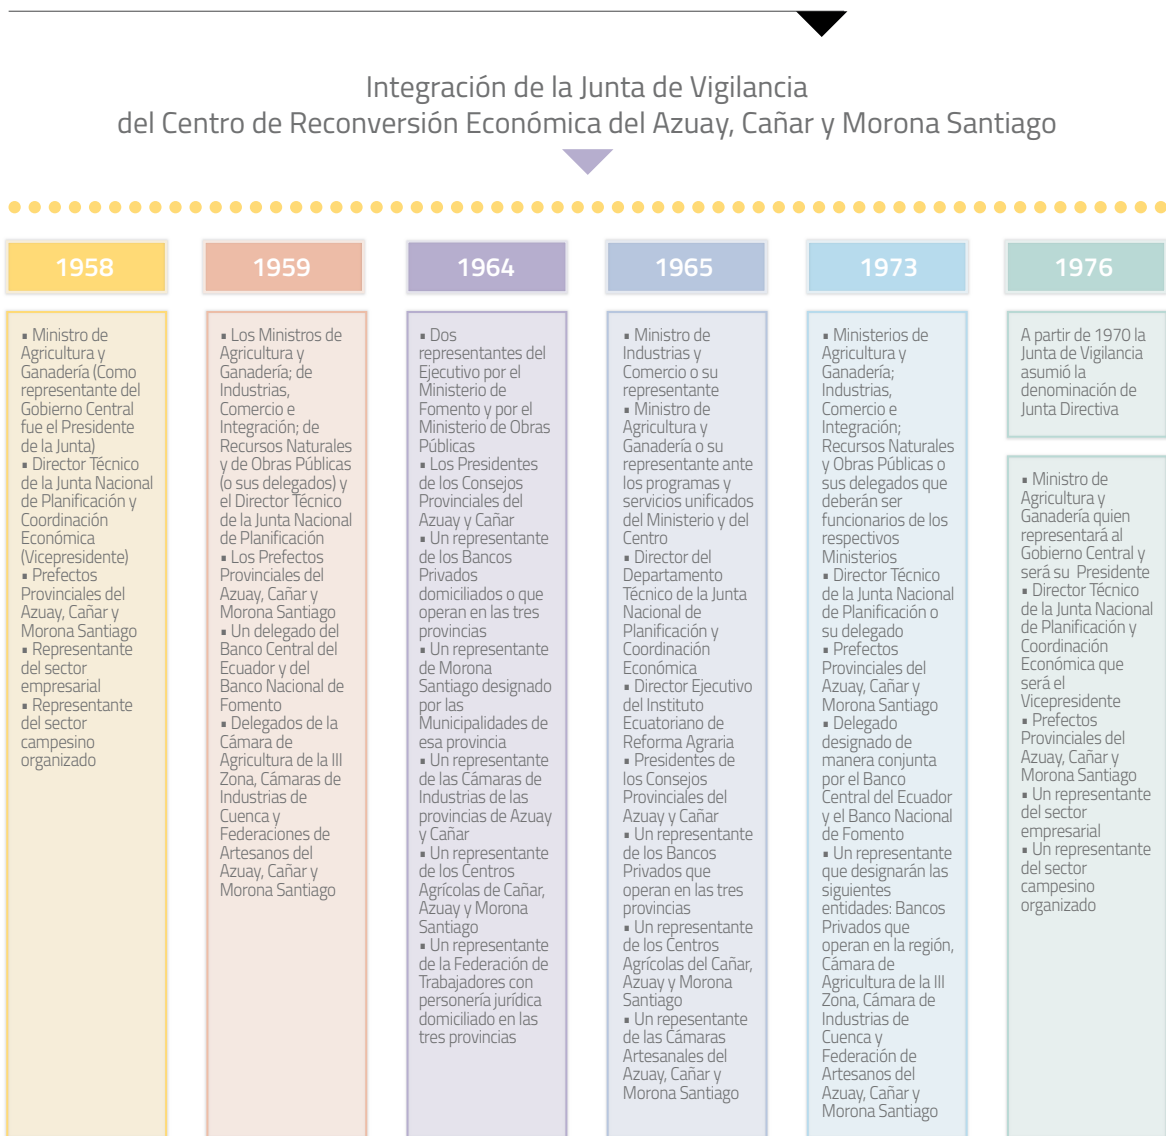 Integración de la Junta de Vigilancia
del Centro de Reconversión Económica del Azuay, Cañar y Morona Santiago
1958
▪ Ministro de
Agricultura y
Ganadería (Como
representante del
Gobierno Central
fue el Presidente
de la Junta)
▪ Director Técnico
de la Junta Nacional
de Planificación y
Coordinación
Económica
(Vicepresidente)
▪ Prefectos
Provinciales del
Azuay, Cañar y
Morona Santiago
▪ Representante
del sector
empresarial
▪ Representante
del sector
campesino
organizado
1959
▪ Los Ministros de
Agricultura y
Ganadería; de
Industrias,
Comercio e
Integración; de
Recursos Naturales
y de Obras Públicas
(o sus delegados) y
el Director Técnico
de la Junta Nacional
de Planificación
▪ Los Prefectos
Provinciales del
Azuay, Cañar y
Morona Santiago
▪ Un delegado del
Banco Central del
Ecuador y del
Banco Nacional de
Fomento
▪ Delegados de la
Cámara de
Agricultura de la III
Zona, Cámaras de
Industrias de
Cuenca y
Federaciones de
Artesanos del
Azuay, Cañar y
Morona Santiago
1964
▪ Dos
representantes del
Ejecutivo por el
Ministerio de
Fomento y por el
Ministerio de Obras
Públicas
▪ Los Presidentes
de los Consejos
Provinciales del
Azuay y Cañar
▪ Un representante
de los Bancos
Privados
domiciliados o que
operan en las tres
provincias
▪ Un representante
de Morona
Santiago designado
por las
Municipalidades de
esa provincia
▪ Un representante
de las Cámaras de
Industrias de las
provincias de Azuay
y Cañar
▪ Un representante
de los Centros
Agrícolas de Cañar,
Azuay y Morona
Santiago
▪ Un representante
de la Federación de
Trabajadores con
personería jurídica
domiciliado en las
tres provincias
1965
▪ Ministro de
Industrias y
Comercio o su
representante
▪ Ministro de
Agricultura y
Ganadería o su
representante ante
los programas y
servicios unificados
del Ministerio y del
Centro
▪ Director del
Departamento
Técnico de la Junta
Nacional de
Planificación y
Coordinación
Económica
▪ Director Ejecutivo
del Instituto
Ecuatoriano de
Reforma Agraria
▪ Presidentes de
los Consejos
Provinciales del
Azuay y Cañar
▪ Un representante
de los Bancos
Privados que
operan en las tres
provincias
▪ Un representante
de los Centros
Agrícolas del Cañar,
Azuay y Morona
Santiago
▪ Un repesentante
de las Cámaras
Artesanales del
Azuay, Cañar y
Morona Santiago
1973
▪ Ministerios de
Agricultura y
Ganadería;
Industrias,
Comercio e
Integración;
Recursos Naturales
y Obras Públicas o
sus delegados que
deberán ser
funcionarios de los
respectivos
Ministerios
▪ Director Técnico
de la Junta Nacional
de Planificación o
su delegado
▪ Prefectos
Provinciales del
Azuay, Cañar y
Morona Santiago
▪ Delegado
designado de
manera conjunta
por el Banco
Central del Ecuador
y el Banco Nacional
de Fomento
▪ Un representante
que designarán las
siguientes
entidades: Bancos
Privados que
operan en la región,
Cámara de
Agricultura de la III
Zona, Cámara de
Industrias de
Cuenca y
Federación de
Artesanos del
Azuay, Cañar y
Morona Santiago
1976
A partir de 1970 la
Junta de Vigilancia
asumió la
denominación de
Junta Directiva
▪ Ministro de
Agricultura y
Ganadería quien
representará al
Gobierno Central y
será su Presidente
▪ Director Técnico
de la Junta Nacional
de Planificación y
Coordinación
Económica que
será el
Vicepresidente
▪ Prefectos
Provinciales del
Azuay, Cañar y
Morona Santiago
▪ Un representante
del sector
empresarial
▪ Un representante
del sector
campesino
organizado